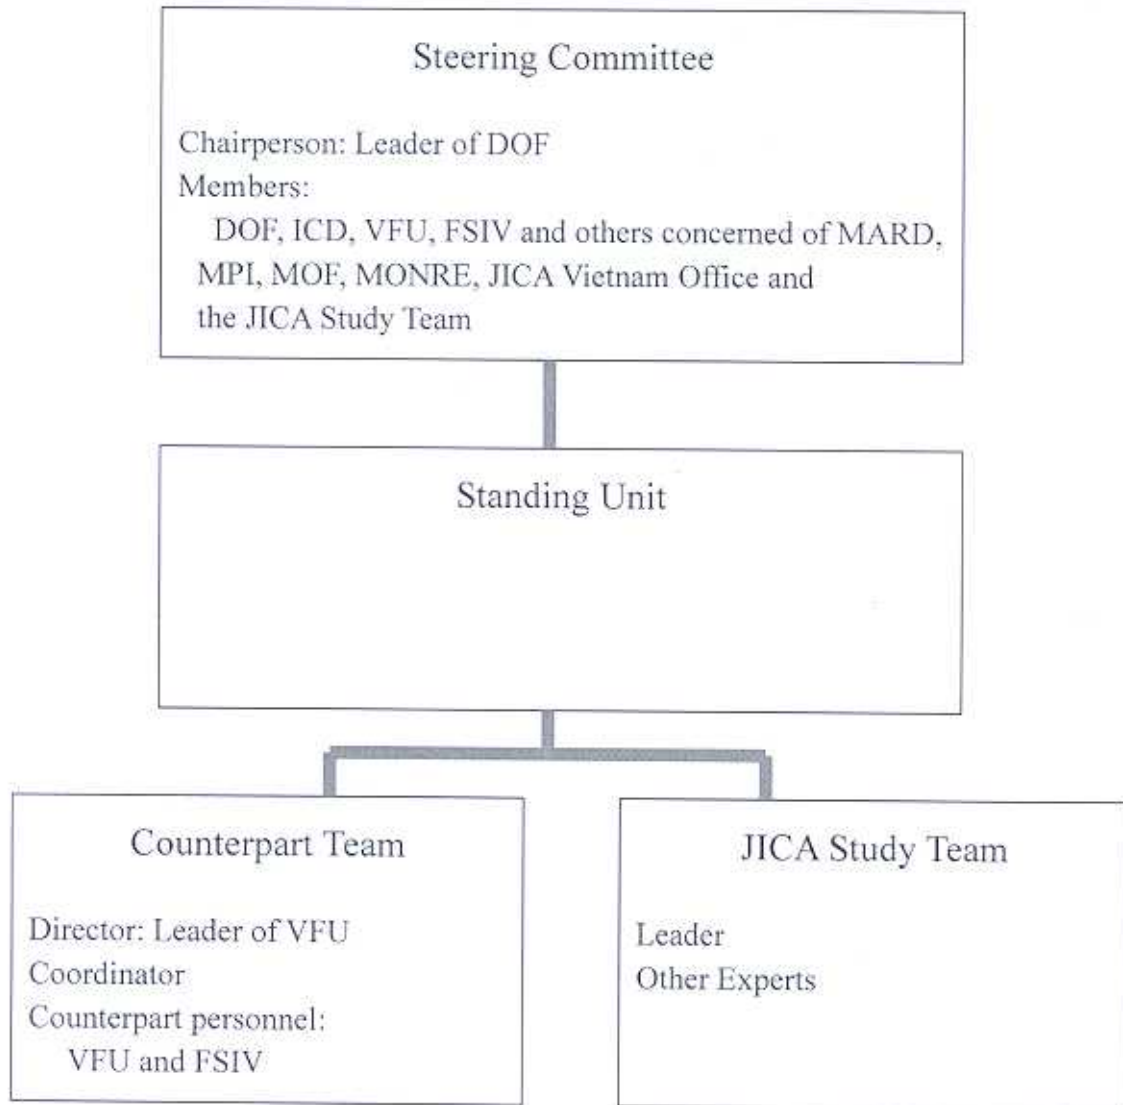 Steering Committee
Chairperson: Leader of DOF
Members:
DOF, ICD, VFU, FSIV and others concerned of MARD,
MPI, MOF, MONRE, JICA Vietnam Office and
the JICA Study Team
Standing Unit
Counterpart Team
Director: Leader of VFU
Coordinator
Counterpart personnel:
VFU and FSIV
JICA Study Team
Leader
Other Experts